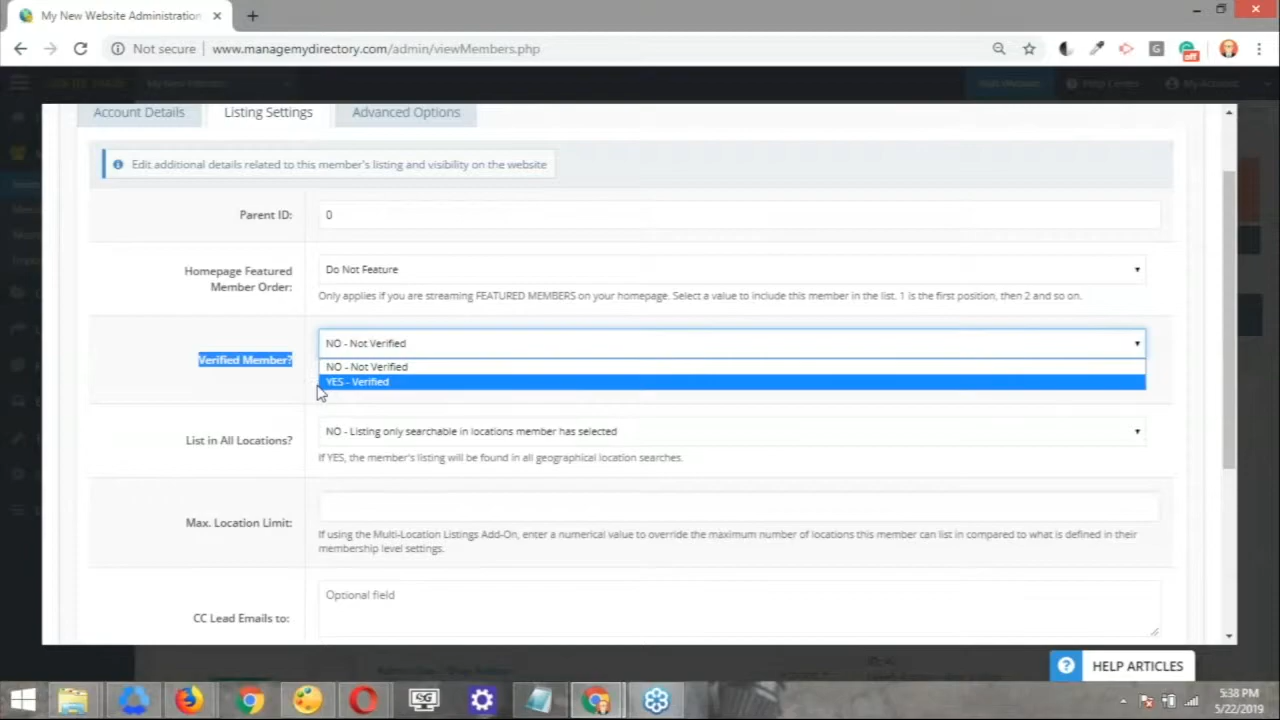 My New Website Administration
Not secure
www.managemydirectory.com/admin/viewMembers.php
off
Help Center
My Account
Account Details
Listing Settings
Advanced Options
Edit additional details related to this member's listing and visibility on the website
Parent ID:
0
Homepage Featured
Member Order:
Do Not Feature
Only applies if you are streaming FEATURED MEMBERS on your homepage. Select a value to include this member in the list. 1 is the first position, then 2 and so on.
Verified Member?
NO - Not Verified
NO - Not Verified
YES - Verified
List in All Locations?
NO - Listing only searchable in locations member has selected
If YES, the member's listing will be found in all geographical location searches.
Max. Location Limit:
If using the Multi-Location Listings Add-On, enter a numerical value to override the maximum number of locations this member can list in compared to what is defined in their
membership level settings.
CC Lead Emails to:
Optional field
HELP ARTICLES
SG
5:38 PM
5/22/2019